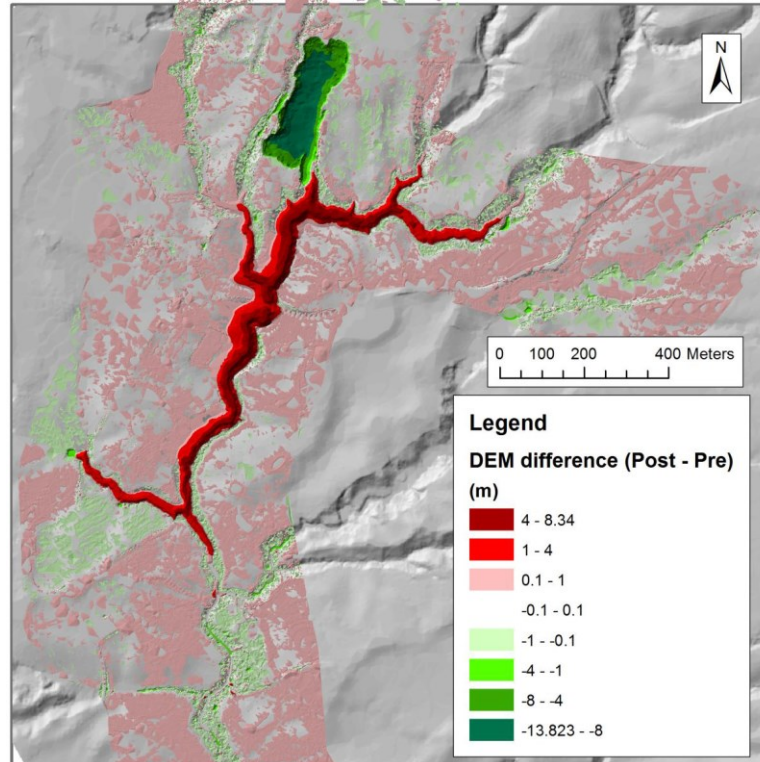 N
0 100 200 400 Meters
Legend
DEM difference (Post - Pre)
(m)
4 - 8.34
1 - 4
0.1 - 1
-0.1 - 0.1
-1 - -0.1
-4 - -1
-8 - -4
-13.823 - -8